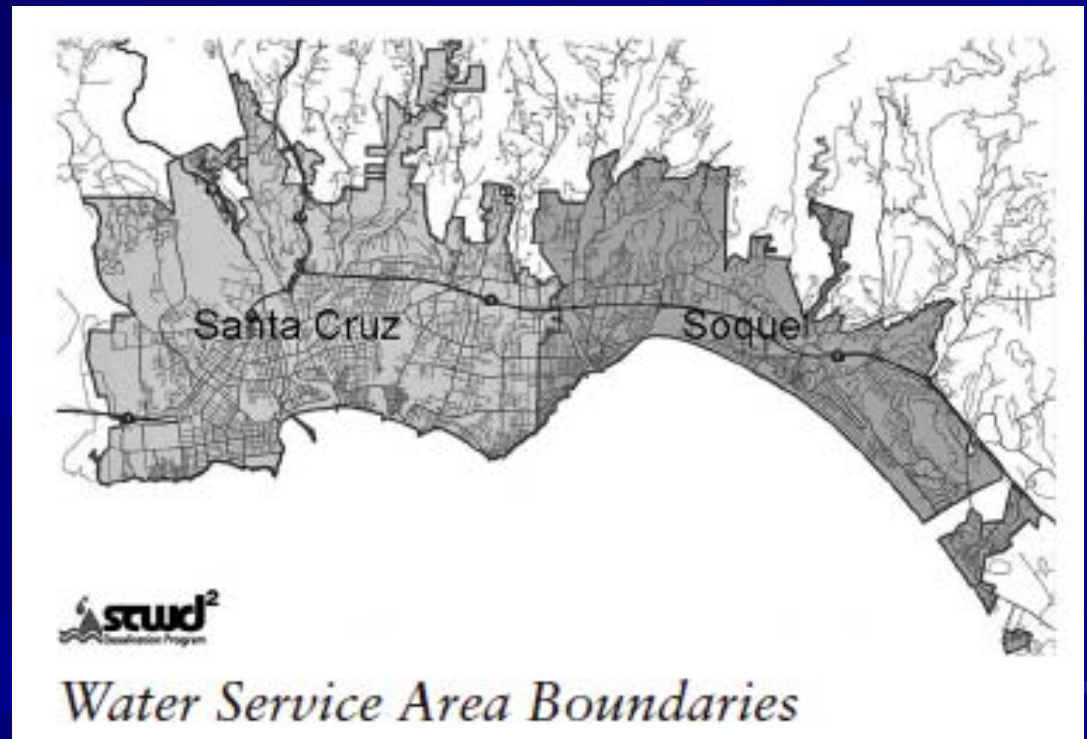 Santa Cruz
Soquel
scwd²
Desalination Program
Water Service Area Boundaries